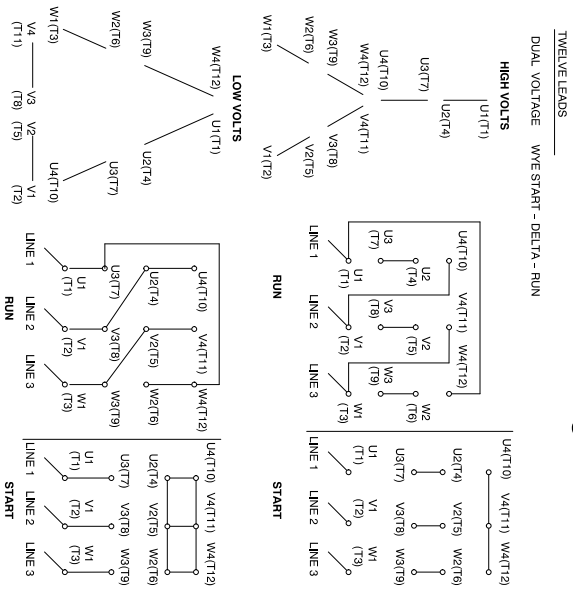 TWELVE LEADS
DUAL VOLTAGE WYE START – DELTA – RUN
HIGH VOLTS
U1(T1)
U2(T4)
U3(T7)
U4(T10)
W4(T12)
V4(T11)
W3(T9)
V3(T8)
W2(T6)
V2(T5)
W1(T3)
V1(T2)
U4(T10) V4(T11) W4(T12)
U3 (T7)
U2 (T4)
V3 (T8)
V2 (T5)
W3 (T9)
W2 (T6)
U1 (T1)
V1 (T2)
W1 (T3)
LINE 1 LINE 2 LINE 3
RUN
U4(T10) V4(T11) W4(T12)
U2(T4) V2(T5) W2(T6)
U3(T7) V3(T8) W3(T9)
U1 (T1)
V1 (T2)
W1 (T3)
LINE 1 LINE 2 LINE 3
START
LOW VOLTS
W4(T12)
U1(T1)
W3(T9)
U2(T4)
W2(T6)
U3(T7)
W1(T3)
U4(T10)
V4 (T11)
V3 (T8)
V2 (T5)
V1 (T2)
U4(T10) V4(T11) W4(T12)
U2(T4) V2(T5) W2(T6)
U3(T7) V3(T8) W3(T9)
U1 (T1)
V1 (T2)
W1 (T3)
LINE 1 LINE 2 LINE 3
RUN
U4(T10) V4(T11) W4(T12)
U2(T4) V2(T5) W2(T6)
U3(T7) V3(T8) W3(T9)
U1 (T1)
V1 (T2)
W1 (T3)
LINE 1 LINE 2 LINE 3
START